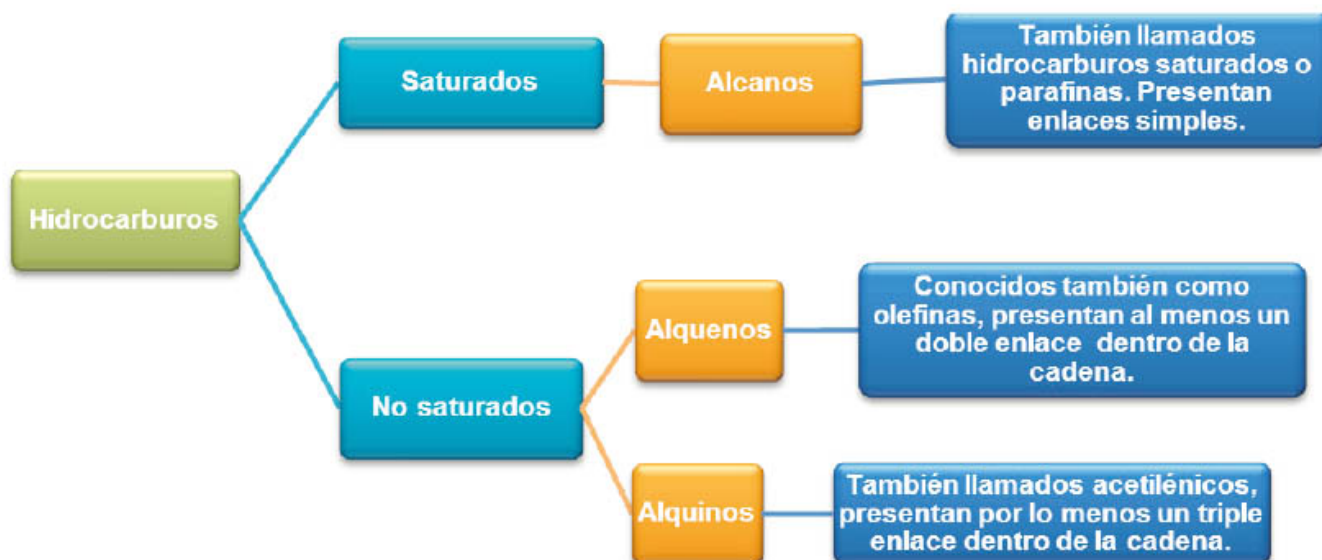 Hidrocarburos
Saturados
Alcanos
También llamados
hidrocarburos saturados o
parafinas. Presentan
enlaces simples.
No saturados
Alquenos
Conocidos también como
olefinas, presentan al menos un
doble enlace dentro de la
cadena.
Alquinos
También llamados acetilénicos,
presentan por lo menos un triple
enlace dentro de la cadena.